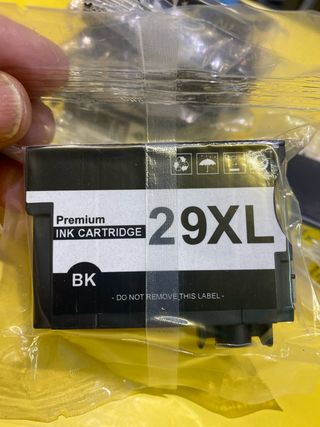 Premium
INK CARTRIDGE
29XL
BK
- DO NOT REMOVE THIS LABEL -